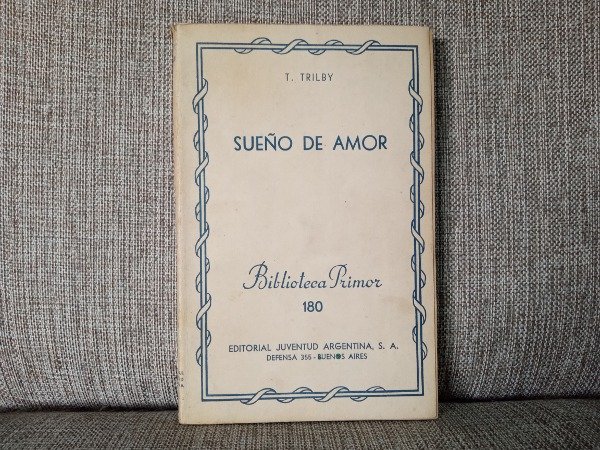 T. TRILBY
SUEÑO DE AMOR
Biblioteca Primor
180
EDITORIAL JUVENTUD ARGENTINA, S. A.
DEFENSA 355 - BUENOS AIRES